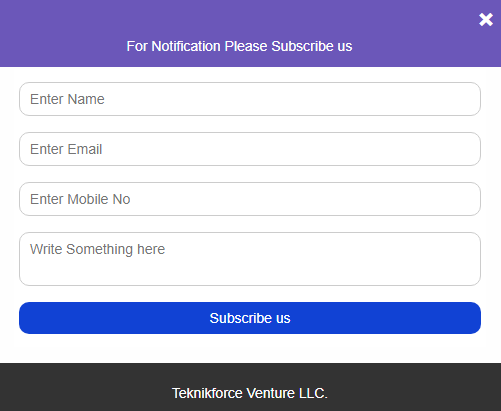 For Notification Please Subscribe us
Enter Name
Enter Email
Enter Mobile No
Write Something here
Subscribe us
Teknikforce Venture LLC.